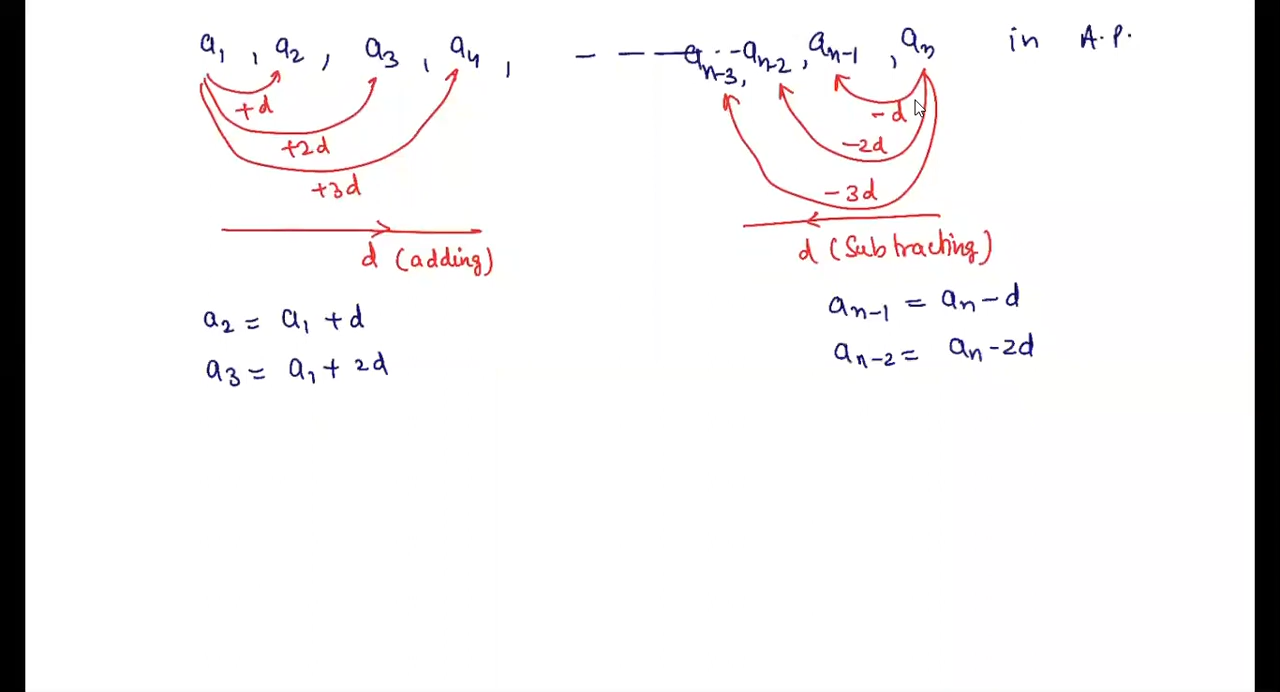 a₁ , a₂ , a₃ , a₄ , - - — aₙ₋₃, -- aₙ₋₂ , aₙ₋₁ , aₙ in A.P.
+d -d
+2d -2d
+3d -3d
d (adding) d (Subtracting)
a₂ = a₁ + d aₙ₋₁ = aₙ - d
a₃ = a₁ + 2d aₙ₋₂ = aₙ - 2d